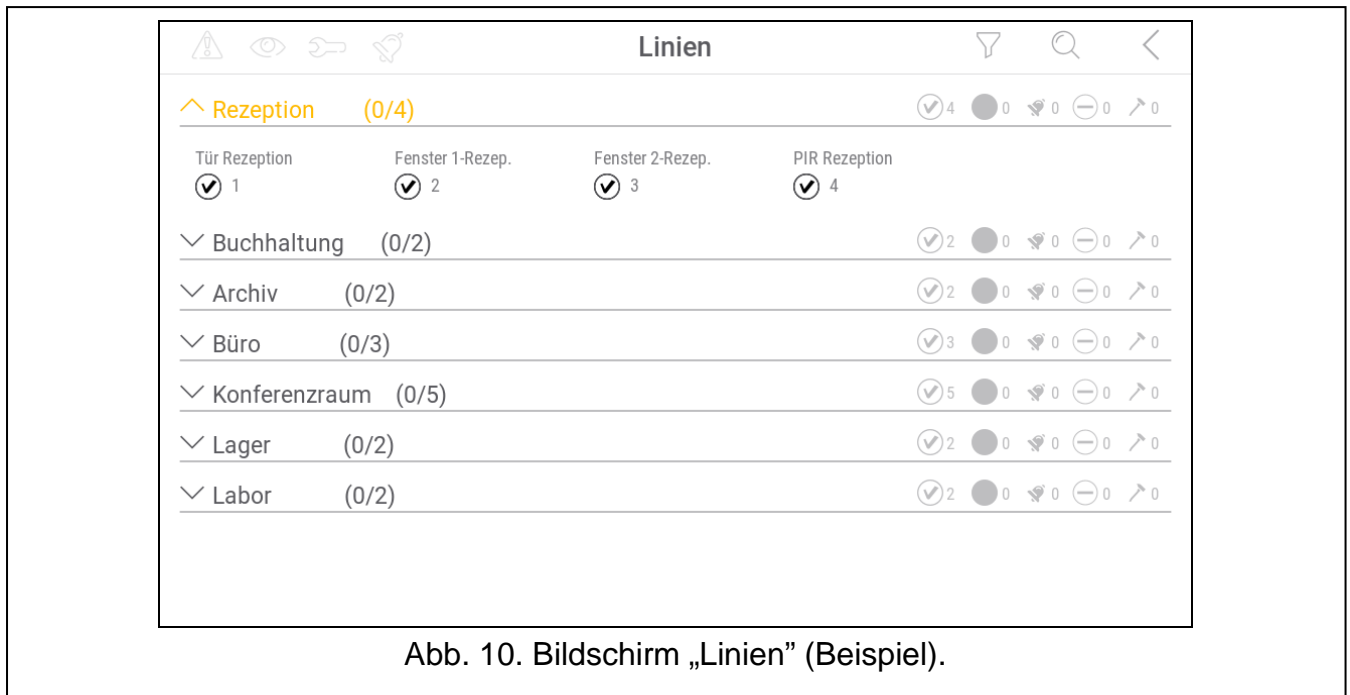 Linien
Rezeption (0/4) 4 0 0 0 0
Tür Rezeption Fenster 1-Rezep. Fenster 2-Rezep. PIR Rezeption
1 2 3 4
Buchhaltung (0/2) 2 0 0 0 0
Archiv (0/2) 2 0 0 0 0
Büro (0/3) 3 0 0 0 0
Konferenzraum (0/5) 5 0 0 0 0
Lager (0/2) 2 0 0 0 0
Labor (0/2) 2 0 0 0 0
Abb. 10. Bildschirm „Linien” (Beispiel).